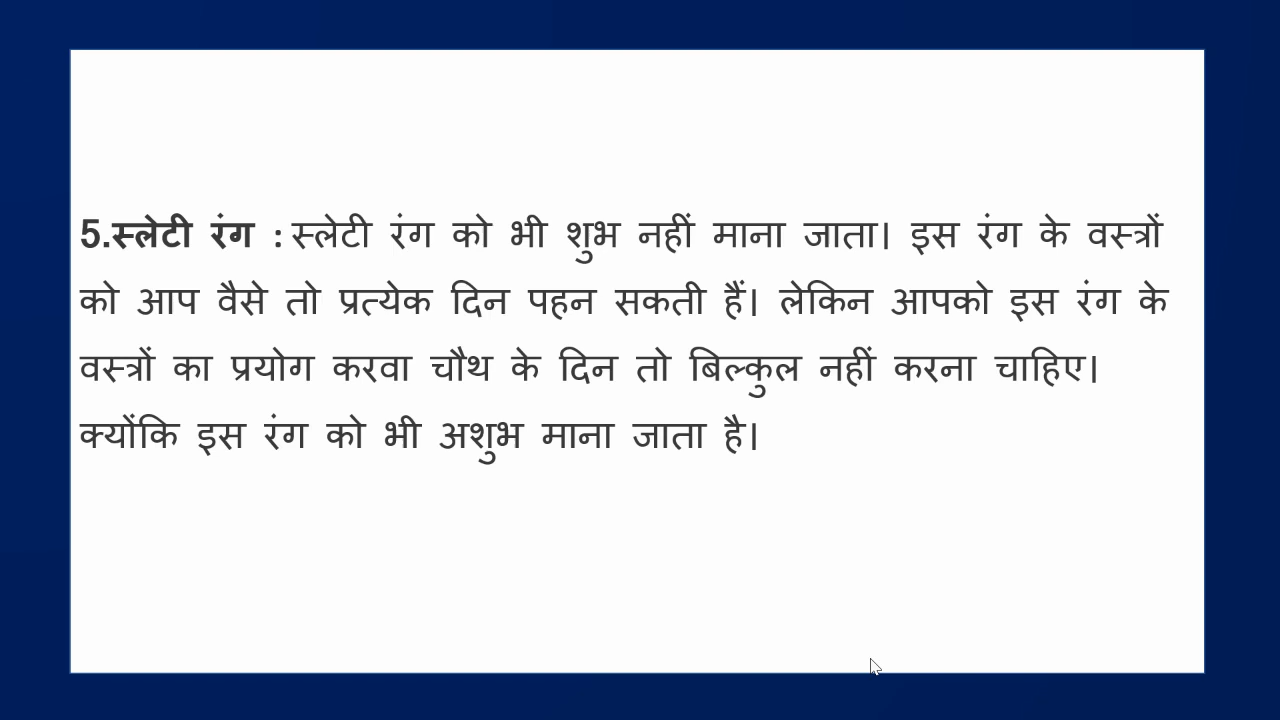 5.स्लेटी रंग : स्लेटी रंग को भी शुभ नहीं माना जाता। इस रंग के वस्त्रों
को आप वैसे तो प्रत्येक दिन पहन सकती हैं। लेकिन आपको इस रंग के
वस्त्रों का प्रयोग करवा चौथ के दिन तो बिल्कुल नहीं करना चाहिए।
क्योंकि इस रंग को भी अशुभ माना जाता है।